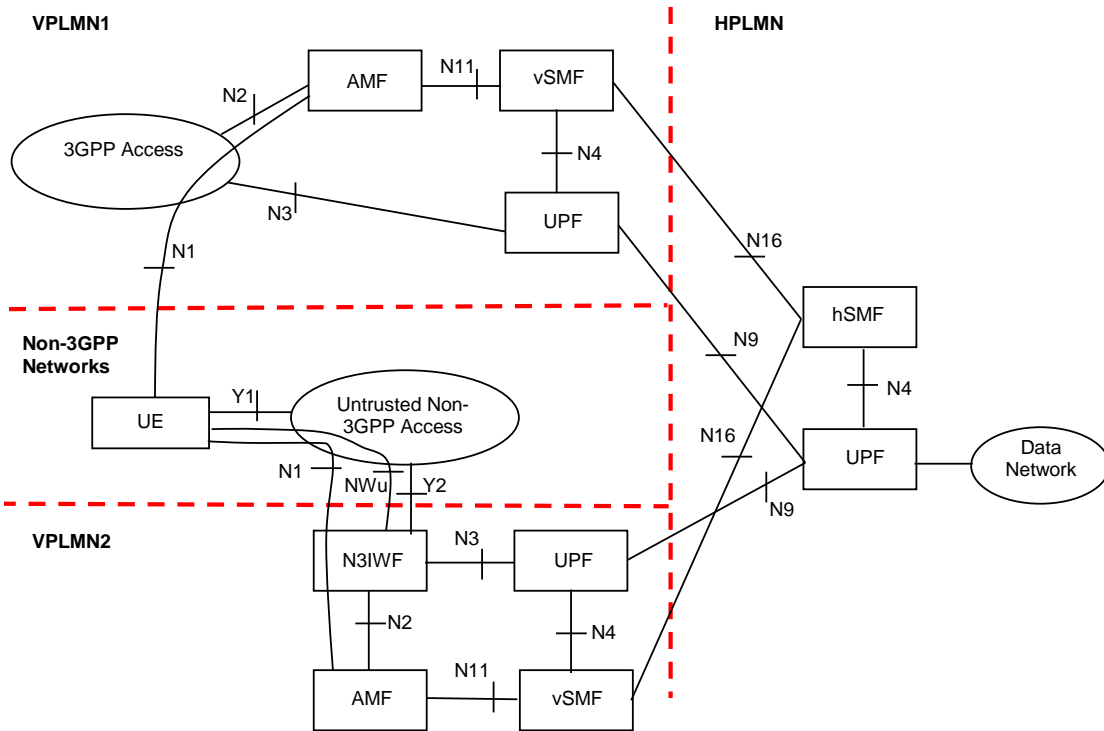 VPLMN1
HPLMN
AMF
N11
vSMF
N2
3GPP Access
N4
N3
UPF
N1
N16
hSMF
Non-3GPP
Networks
N9
N4
Y1
Untrusted Non-
3GPP Access
UE
N16
UPF
Data
Network
N1
NWu
Y2
N9
VPLMN2
N3
N3IWF
UPF
N2
N4
N11
AMF
vSMF